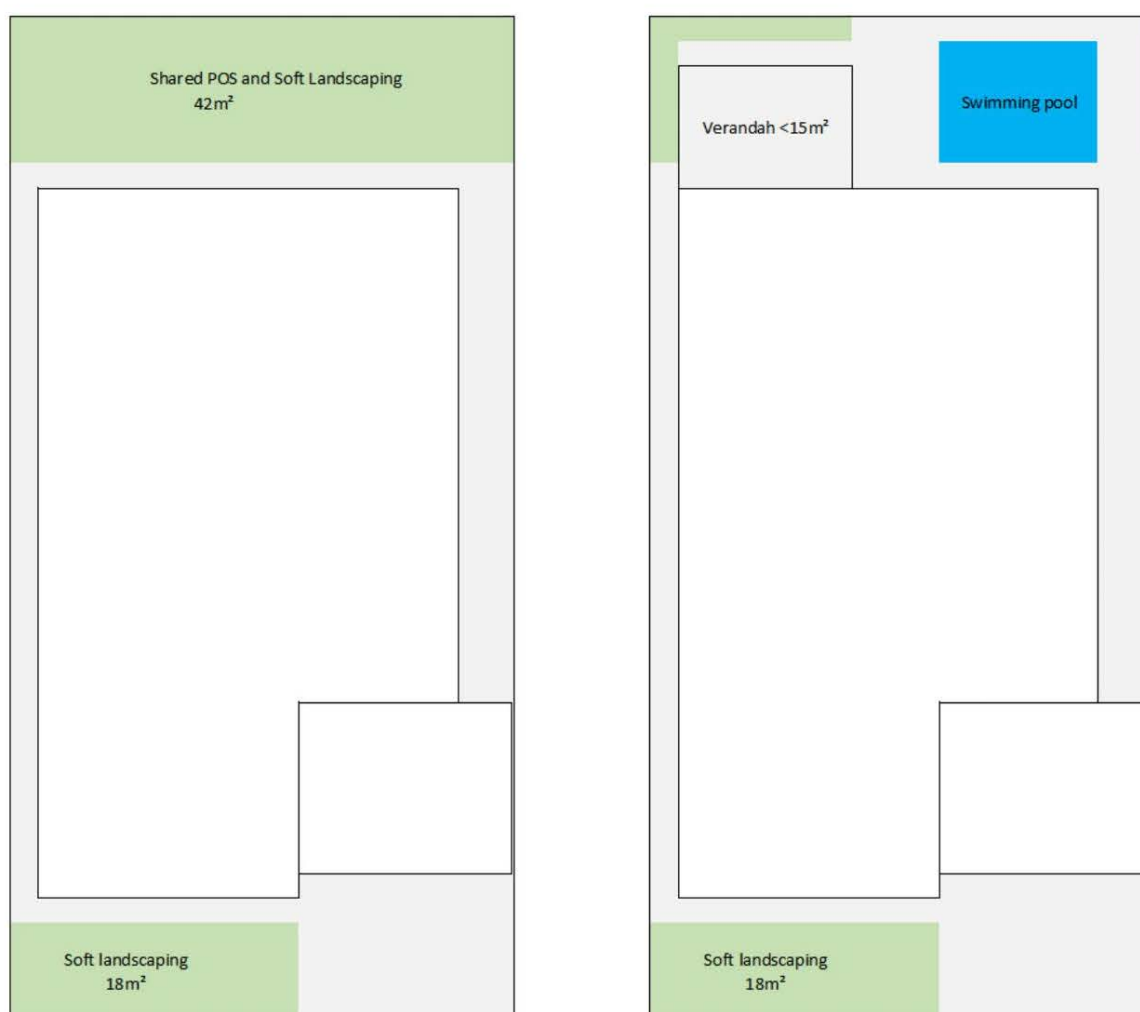 Shared POS and Soft Landscaping
42m²
Soft landscaping
18m²
Swimming pool
Verandah <15m²
Soft landscaping
18m²